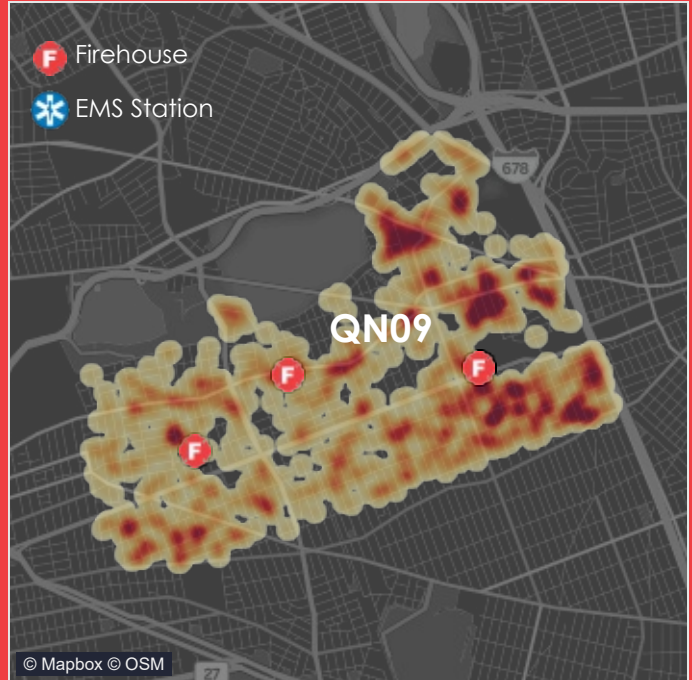 F Firehouse
EMS Station
678
QN09
F
F
F
© Mapbox © OSM
27